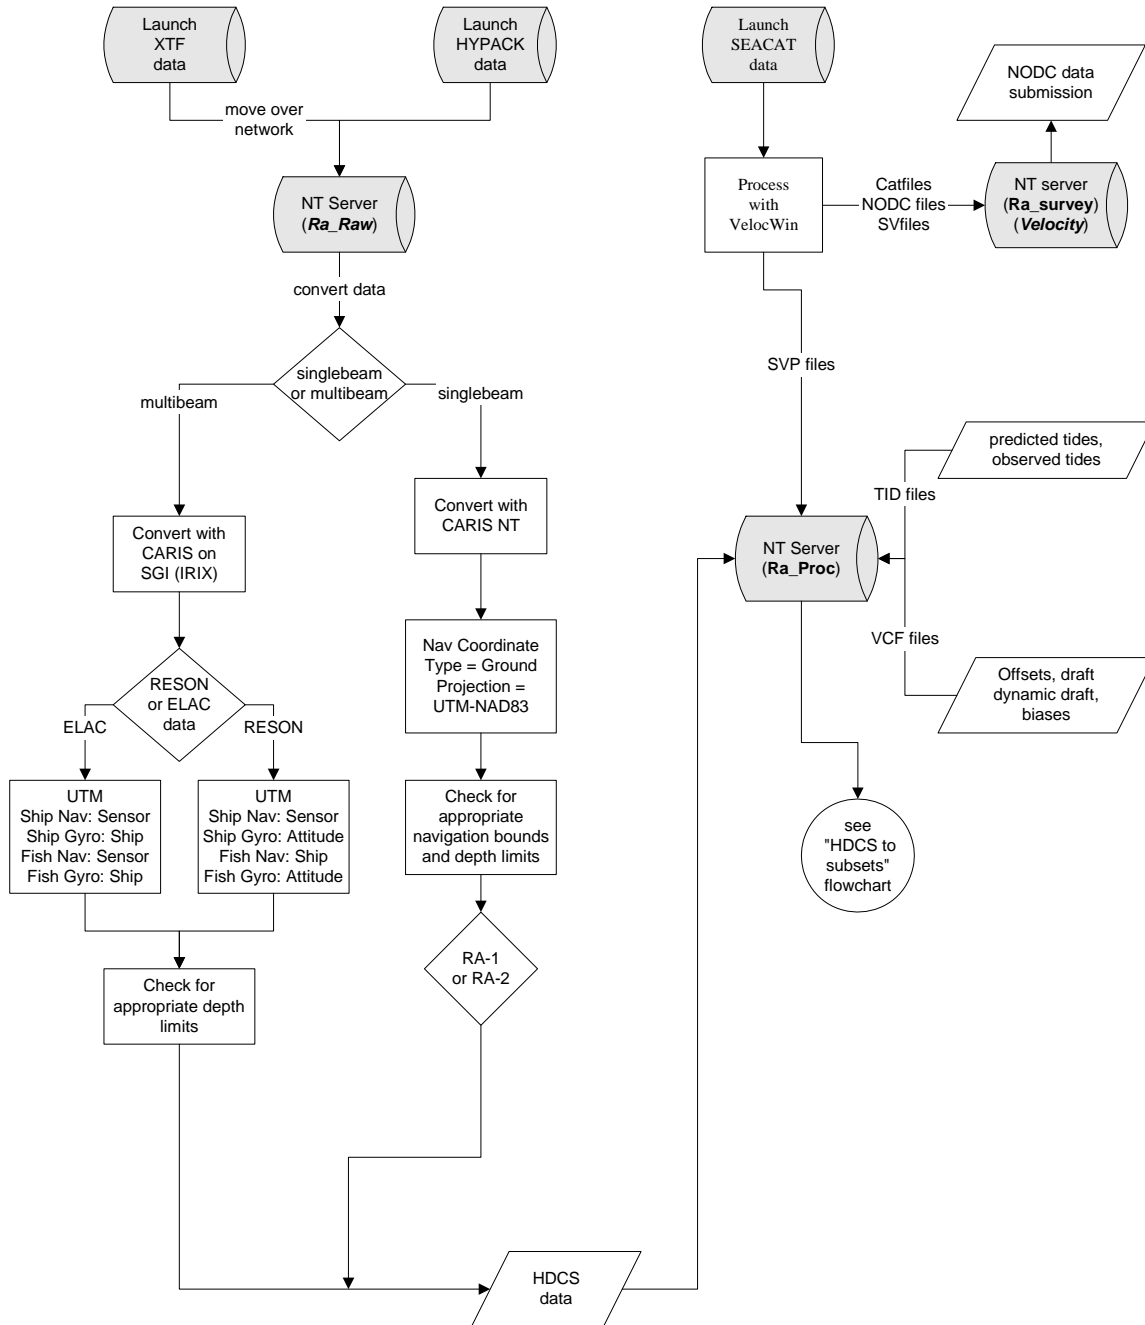 Launch
XTF
data
Launch
HYPACK
data
move over
network
NT Server
(Ra_Raw)
convert data
singlebeam
or multibeam
multibeam
singlebeam
Convert with
CARIS on
SGI (IRIX)
RESON
or ELAC
data
ELAC
RESON
UTM
Ship Nav: Sensor
Ship Gyro: Ship
Fish Nav: Sensor
Fish Gyro: Ship
UTM
Ship Nav: Sensor
Ship Gyro: Attitude
Fish Nav: Ship
Fish Gyro: Attitude
Check for
appropriate depth
limits
Convert with
CARIS NT
Nav Coordinate
Type = Ground
Projection =
UTM-NAD83
Check for
appropriate
navigation bounds
and depth limits
RA-1
or RA-2
HDCS
data
Launch
SEACAT
data
Process
with
VelocWin
Catfiles
NODC files
SVfiles
NT server
(Ra_survey)
(Velocity)
NODC data
submission
SVP files
predicted tides,
observed tides
TID files
NT Server
(Ra_Proc)
VCF files
Offsets, draft
dynamic draft,
biases
see
"HDCS to
subsets"
flowchart